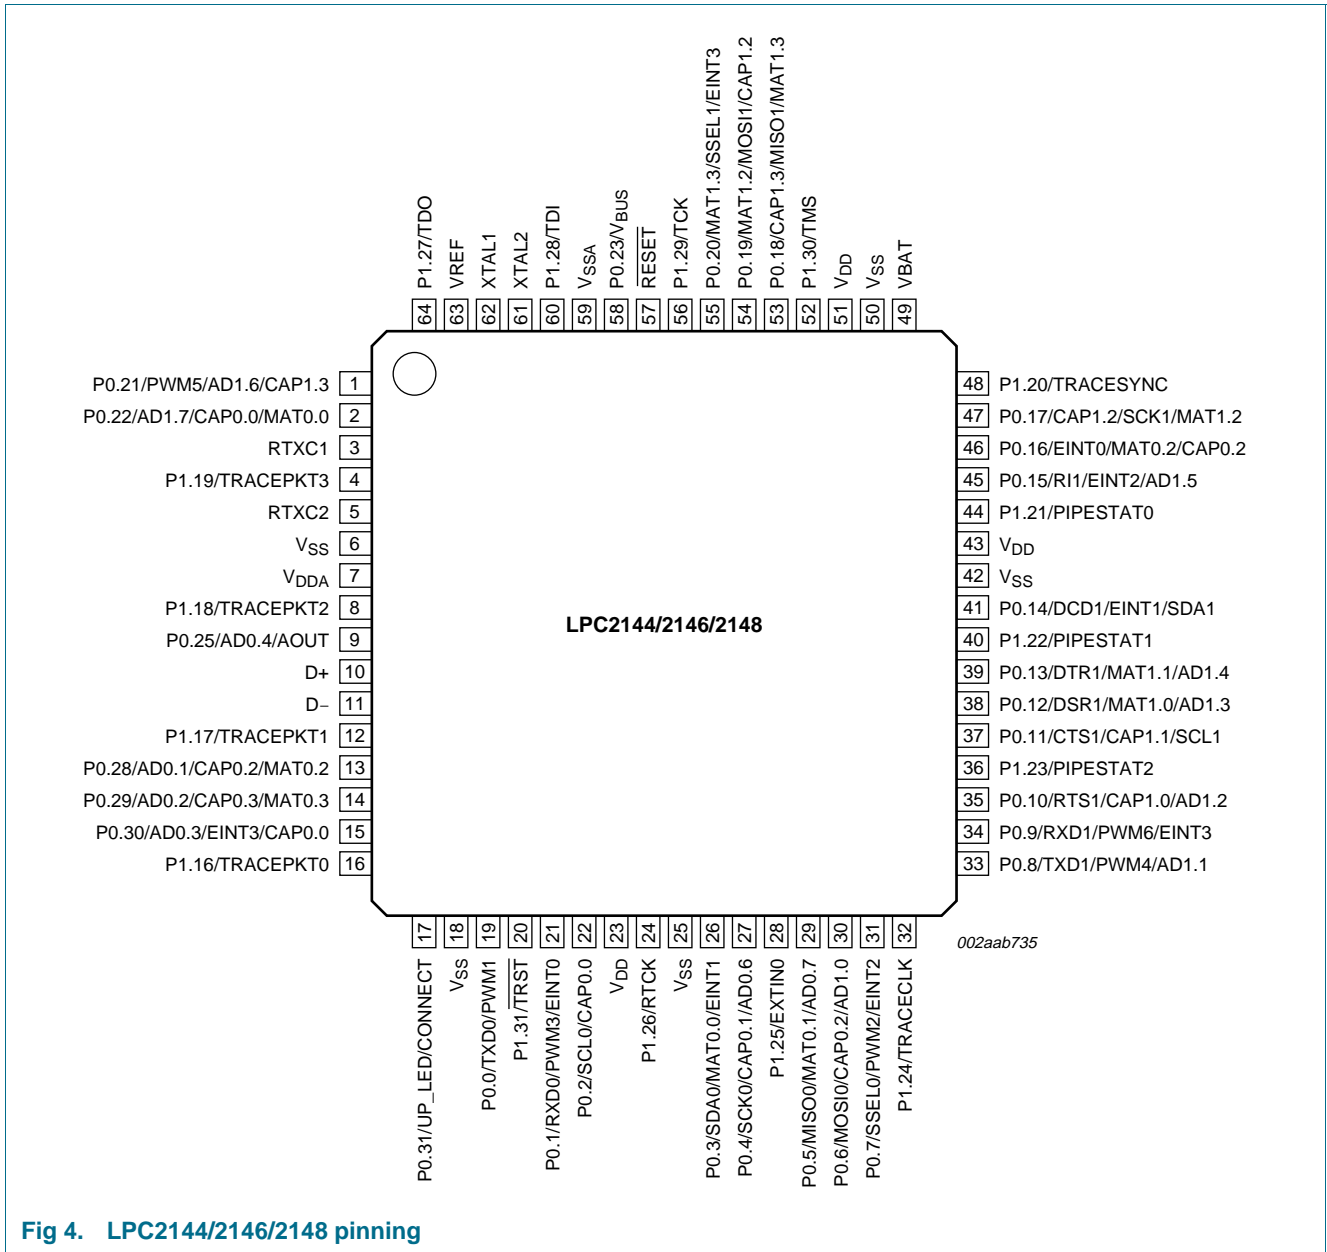 64 P1.27/TDO
63 VREF
62 XTAL1
61 XTAL2
60 P1.28/TDI
59 VSSA
58 P0.23/VBUS
57 RESET
56 P1.29/TCK
55 P0.20/MAT1.3/SSEL1/EINT3
54 P0.19/MAT1.2/MOSI1/CAP1.2
53 P0.18/CAP1.3/MISO1/MAT1.3
52 P1.30/TMS
51 VDD
50 VSS
49 VBAT
P0.21/PWM5/AD1.6/CAP1.3 1
P0.22/AD1.7/CAP0.0/MAT0.0 2
RTXC1 3
P1.19/TRACEPKT3 4
RTXC2 5
VSS 6
VDDA 7
P1.18/TRACEPKT2 8
P0.25/AD0.4/AOUT 9
D+ 10
D− 11
P1.17/TRACEPKT1 12
P0.28/AD0.1/CAP0.2/MAT0.2 13
P0.29/AD0.2/CAP0.3/MAT0.3 14
P0.30/AD0.3/EINT3/CAP0.0 15
P1.16/TRACEPKT0 16
LPC2144/2146/2148
48 P1.20/TRACESYNC
47 P0.17/CAP1.2/SCK1/MAT1.2
46 P0.16/EINT0/MAT0.2/CAP0.2
45 P0.15/RI1/EINT2/AD1.5
44 P1.21/PIPESTAT0
43 VDD
42 VSS
41 P0.14/DCD1/EINT1/SDA1
40 P1.22/PIPESTAT1
39 P0.13/DTR1/MAT1.1/AD1.4
38 P0.12/DSR1/MAT1.0/AD1.3
37 P0.11/CTS1/CAP1.1/SCL1
36 P1.23/PIPESTAT2
35 P0.10/RTS1/CAP1.0/AD1.2
34 P0.9/RXD1/PWM6/EINT3
33 P0.8/TXD1/PWM4/AD1.1
P0.31/UP_LED/CONNECT 17
VSS 18
P0.0/TXD0/PWM1 19
P1.31/TRST 20
P0.1/RXD0/PWM3/EINT0 21
P0.2/SCL0/CAP0.0 22
VDD 23
P1.26/RTCK 24
VSS 25
P0.3/SDA0/MAT0.0/EINT1 26
P0.4/SCK0/CAP0.1/AD0.6 27
P1.25/EXTIN0 28
P0.5/MISO0/MAT0.1/AD0.7 29
P0.6/MOSI0/CAP0.2/AD1.0 30
P0.7/SSEL0/PWM2/EINT2 31
P1.24/TRACECLK 32
002aab735
Fig 4. LPC2144/2146/2148 pinning